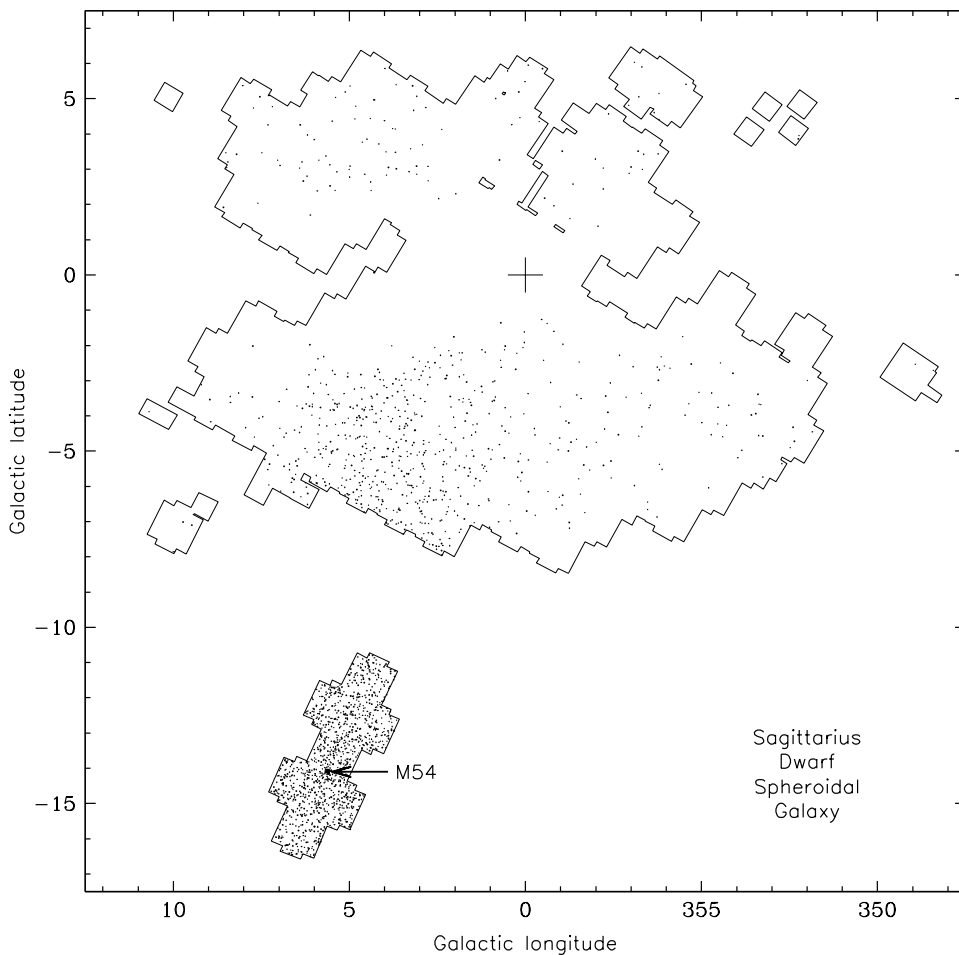 5
0
−5
−10
−15
Galactic latitude
M54
Sagittarius
Dwarf
Spheroidal
Galaxy
10 5 0 355 350
Galactic longitude